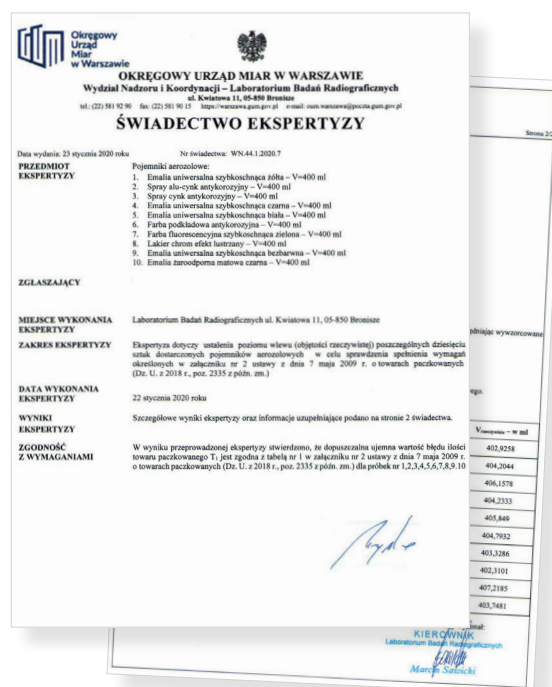 Okręgowy
Urząd
Miar
w Warszawie
OKRĘGOWY URZĄD MIAR W WARSZAWIE
Wydział Nadzoru i Koordynacji – Laboratorium Badań Radiograficznych
ul. Kwiatowa 11, 05-850 Bronisze
tel.: (22) 581 92 90 fax: (22) 581 90 15 https://warszawa.gum.gov.pl e-mail: oum.warszawa@poczta.gum.gov.pl
ŚWIADECTWO EKSPERTYZY
Data wydania: 23 stycznia 2020 roku Nr świadectwa: WN.44.1.2020.7
PRZEDMIOT EKSPERTYZY
Pojemniki aerozolowe:
1. Emalia uniwersalna szybkoschnąca żółta – V=400 ml
2. Spray alu-cynk antykorozyjny – V=400 ml
3. Spray cynk antykorozyjny – V=400 ml
4. Emalia uniwersalna szybkoschnąca czarna – V=400 ml
5. Emalia uniwersalna szybkoschnąca biała – V=400 ml
6. Farba podkładowa antykorozyjna – V=400 ml
7. Farba fluorescencyjna szybkoschnąca zielona – V=400 ml
8. Lakier chrom efekt lustrzany – V=400 ml
9. Emalia uniwersalna szybkoschnąca bezbarwna – V=400 ml
10. Emalia żaroodporna matowa czarna – V=400 ml
ZGŁASZAJĄCY
MIEJSCE WYKONANIA EKSPERTYZY
Laboratorium Badań Radiograficznych ul. Kwiatowa 11, 05-850 Bronisze
ZAKRES EKSPERTYZY
Ekspertyza dotyczy ustalenia poziomu wlewu (objętości rzeczywistej) poszczególnych dziesięciu
sztuk dostarczonych pojemników aerozolowych w celu sprawdzenia spełnienia wymagań
określonych w załączniku nr 2 ustawy z dnia 7 maja 2009 r. o towarach paczkowanych
(Dz. U. z 2018 r., poz. 2335 z późn. zm.)
DATA WYKONANIA EKSPERTYZY
22 stycznia 2020 roku
WYNIKI EKSPERTYZY
Szczegółowe wyniki ekspertyzy oraz informacje uzupełniające podano na stronie 2 świadectwa.
ZGODNOŚĆ Z WYMAGANIAMI
W wyniku przeprowadzonej ekspertyzy stwierdzono, że dopuszczalna ujemna wartość błędu ilości
towaru paczkowanego T₁ jest zgodna z tabelą nr 1 w załączniku nr 2 ustawy z dnia 7 maja 2009 r.
o towarach paczkowanych (Dz. U. z 2018 r., poz. 2335 z późn. zm.) dla próbek nr 1,2,3,4,5,6,7,8,9.10
Strona 2/2
wywzorcowane
ego.
– w ml
402,9258
404,2044
406,1578
404,2333
405,849
404,7932
403,3286
402,3101
407,2185
403,7481
KIEROWNIK
Laboratorium Badań Radiograficznych
Marcin